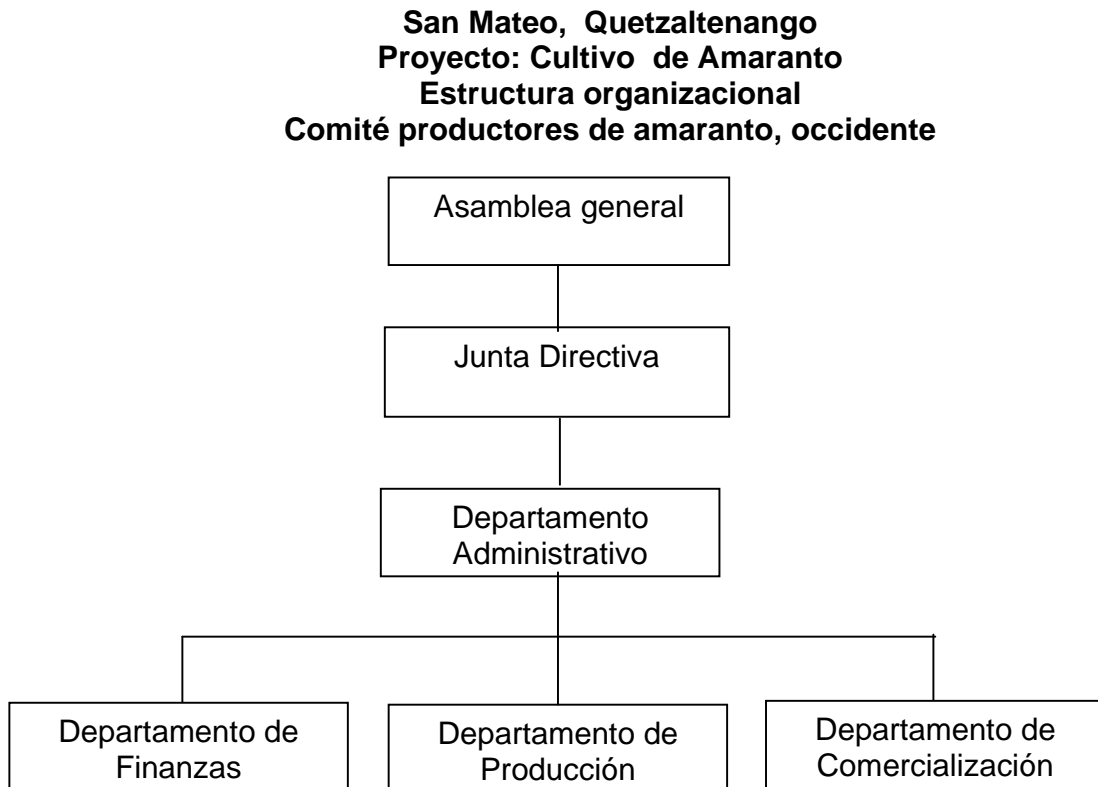 San Mateo, Quetzaltenango
Proyecto: Cultivo de Amaranto
Estructura organizacional
Comité productores de amaranto, occidente
Asamblea general
Junta Directiva
Departamento
Administrativo
Departamento de
Finanzas
Departamento de
Producción
Departamento de
Comercialización